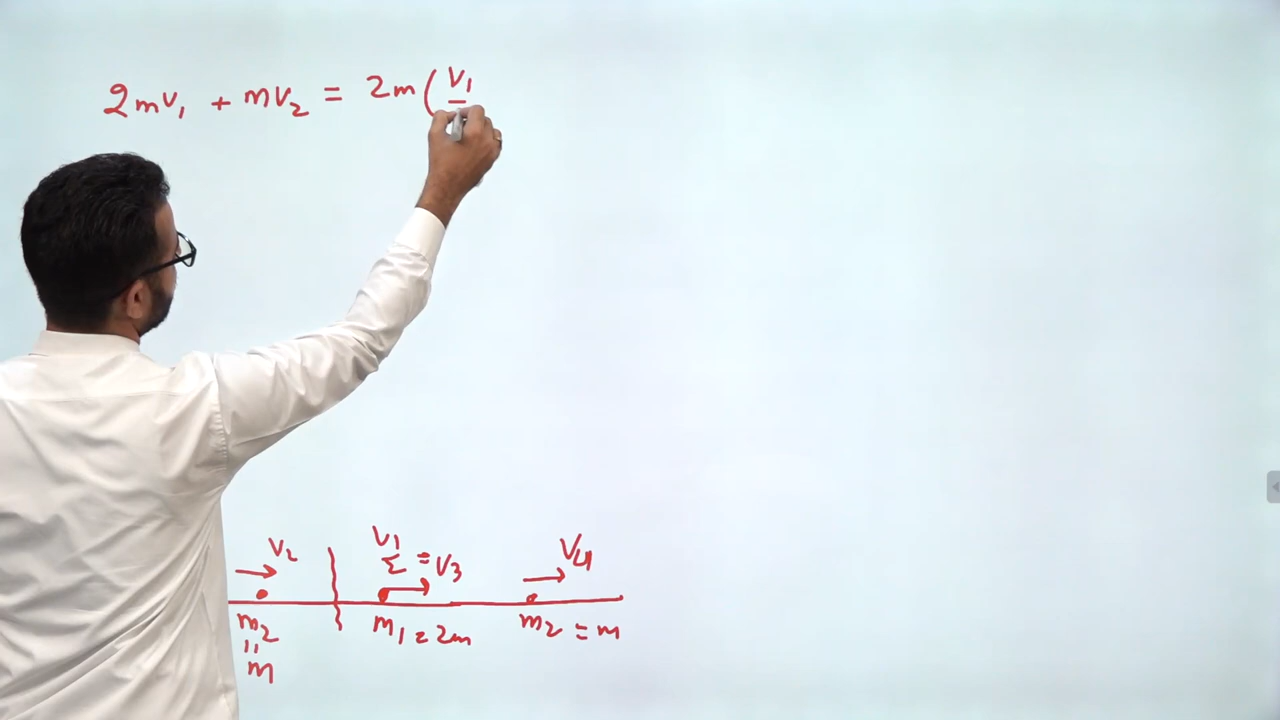 2mv₁ + mv₂ = 2m(v₁
v₂ v₁ v₄
Σ = v₃
m₂ m₁ = 2m m₂ = m
"
m